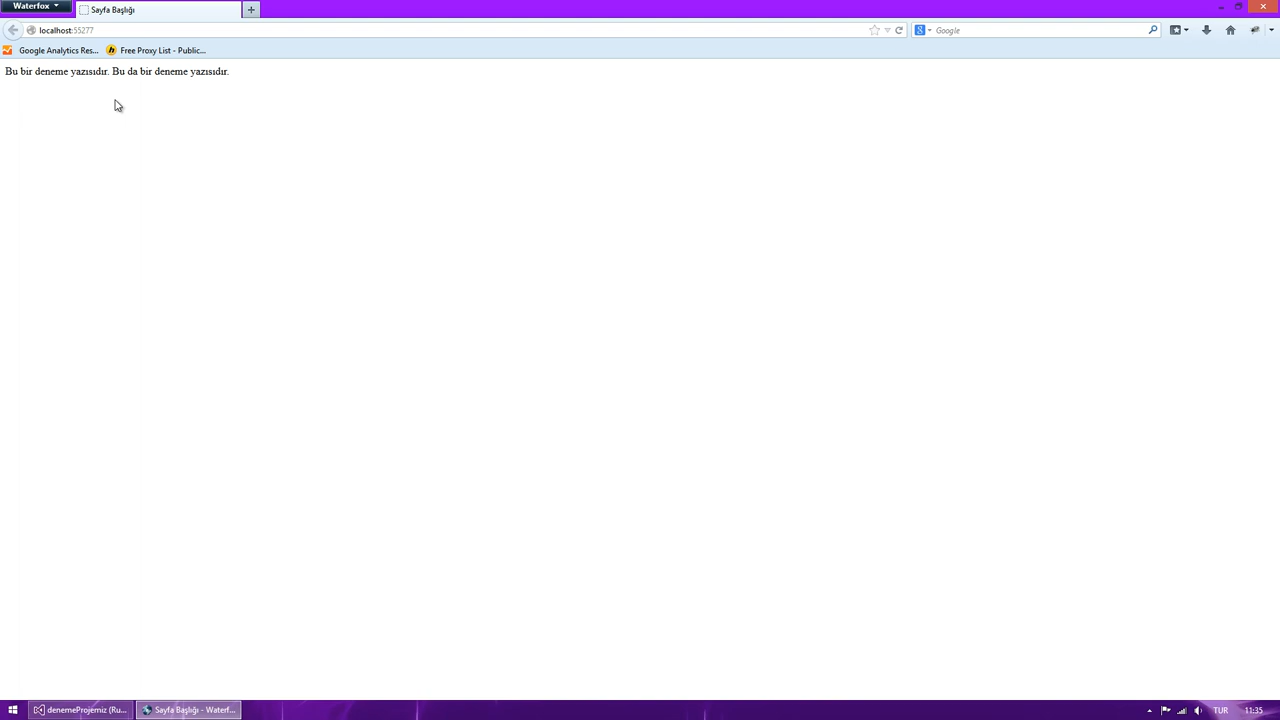 Waterfox
Sayfa Başlığı
localhost:55277
Google
Google Analytics Res...
Free Proxy List - Public...
Bu bir deneme yazısıdır. Bu da bir deneme yazısıdır.
denemeProjemiz (Ru...
Sayfa Başlığı - Waterf...
TUR
11:35